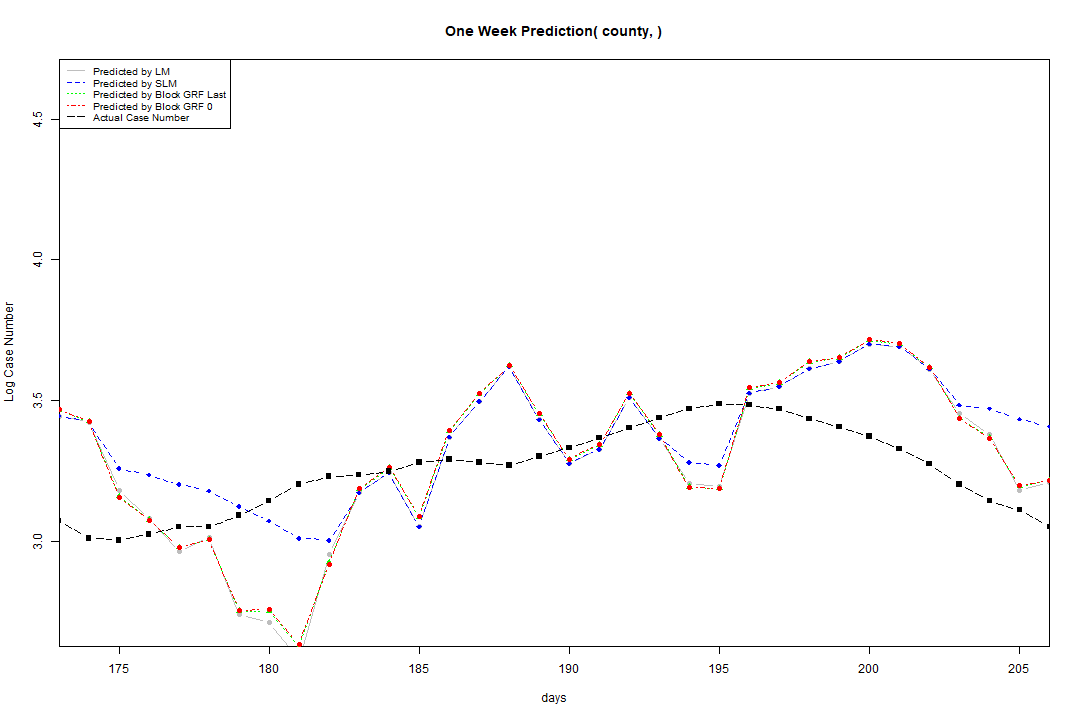 One Week Prediction( county, )
Predicted by LM
Predicted by SLM
Predicted by Block GRF Last
Predicted by Block GRF 0
Actual Case Number
4.5
4.0
3.5
3.0
Log Case Number
175 180 185 190 195 200 205
days